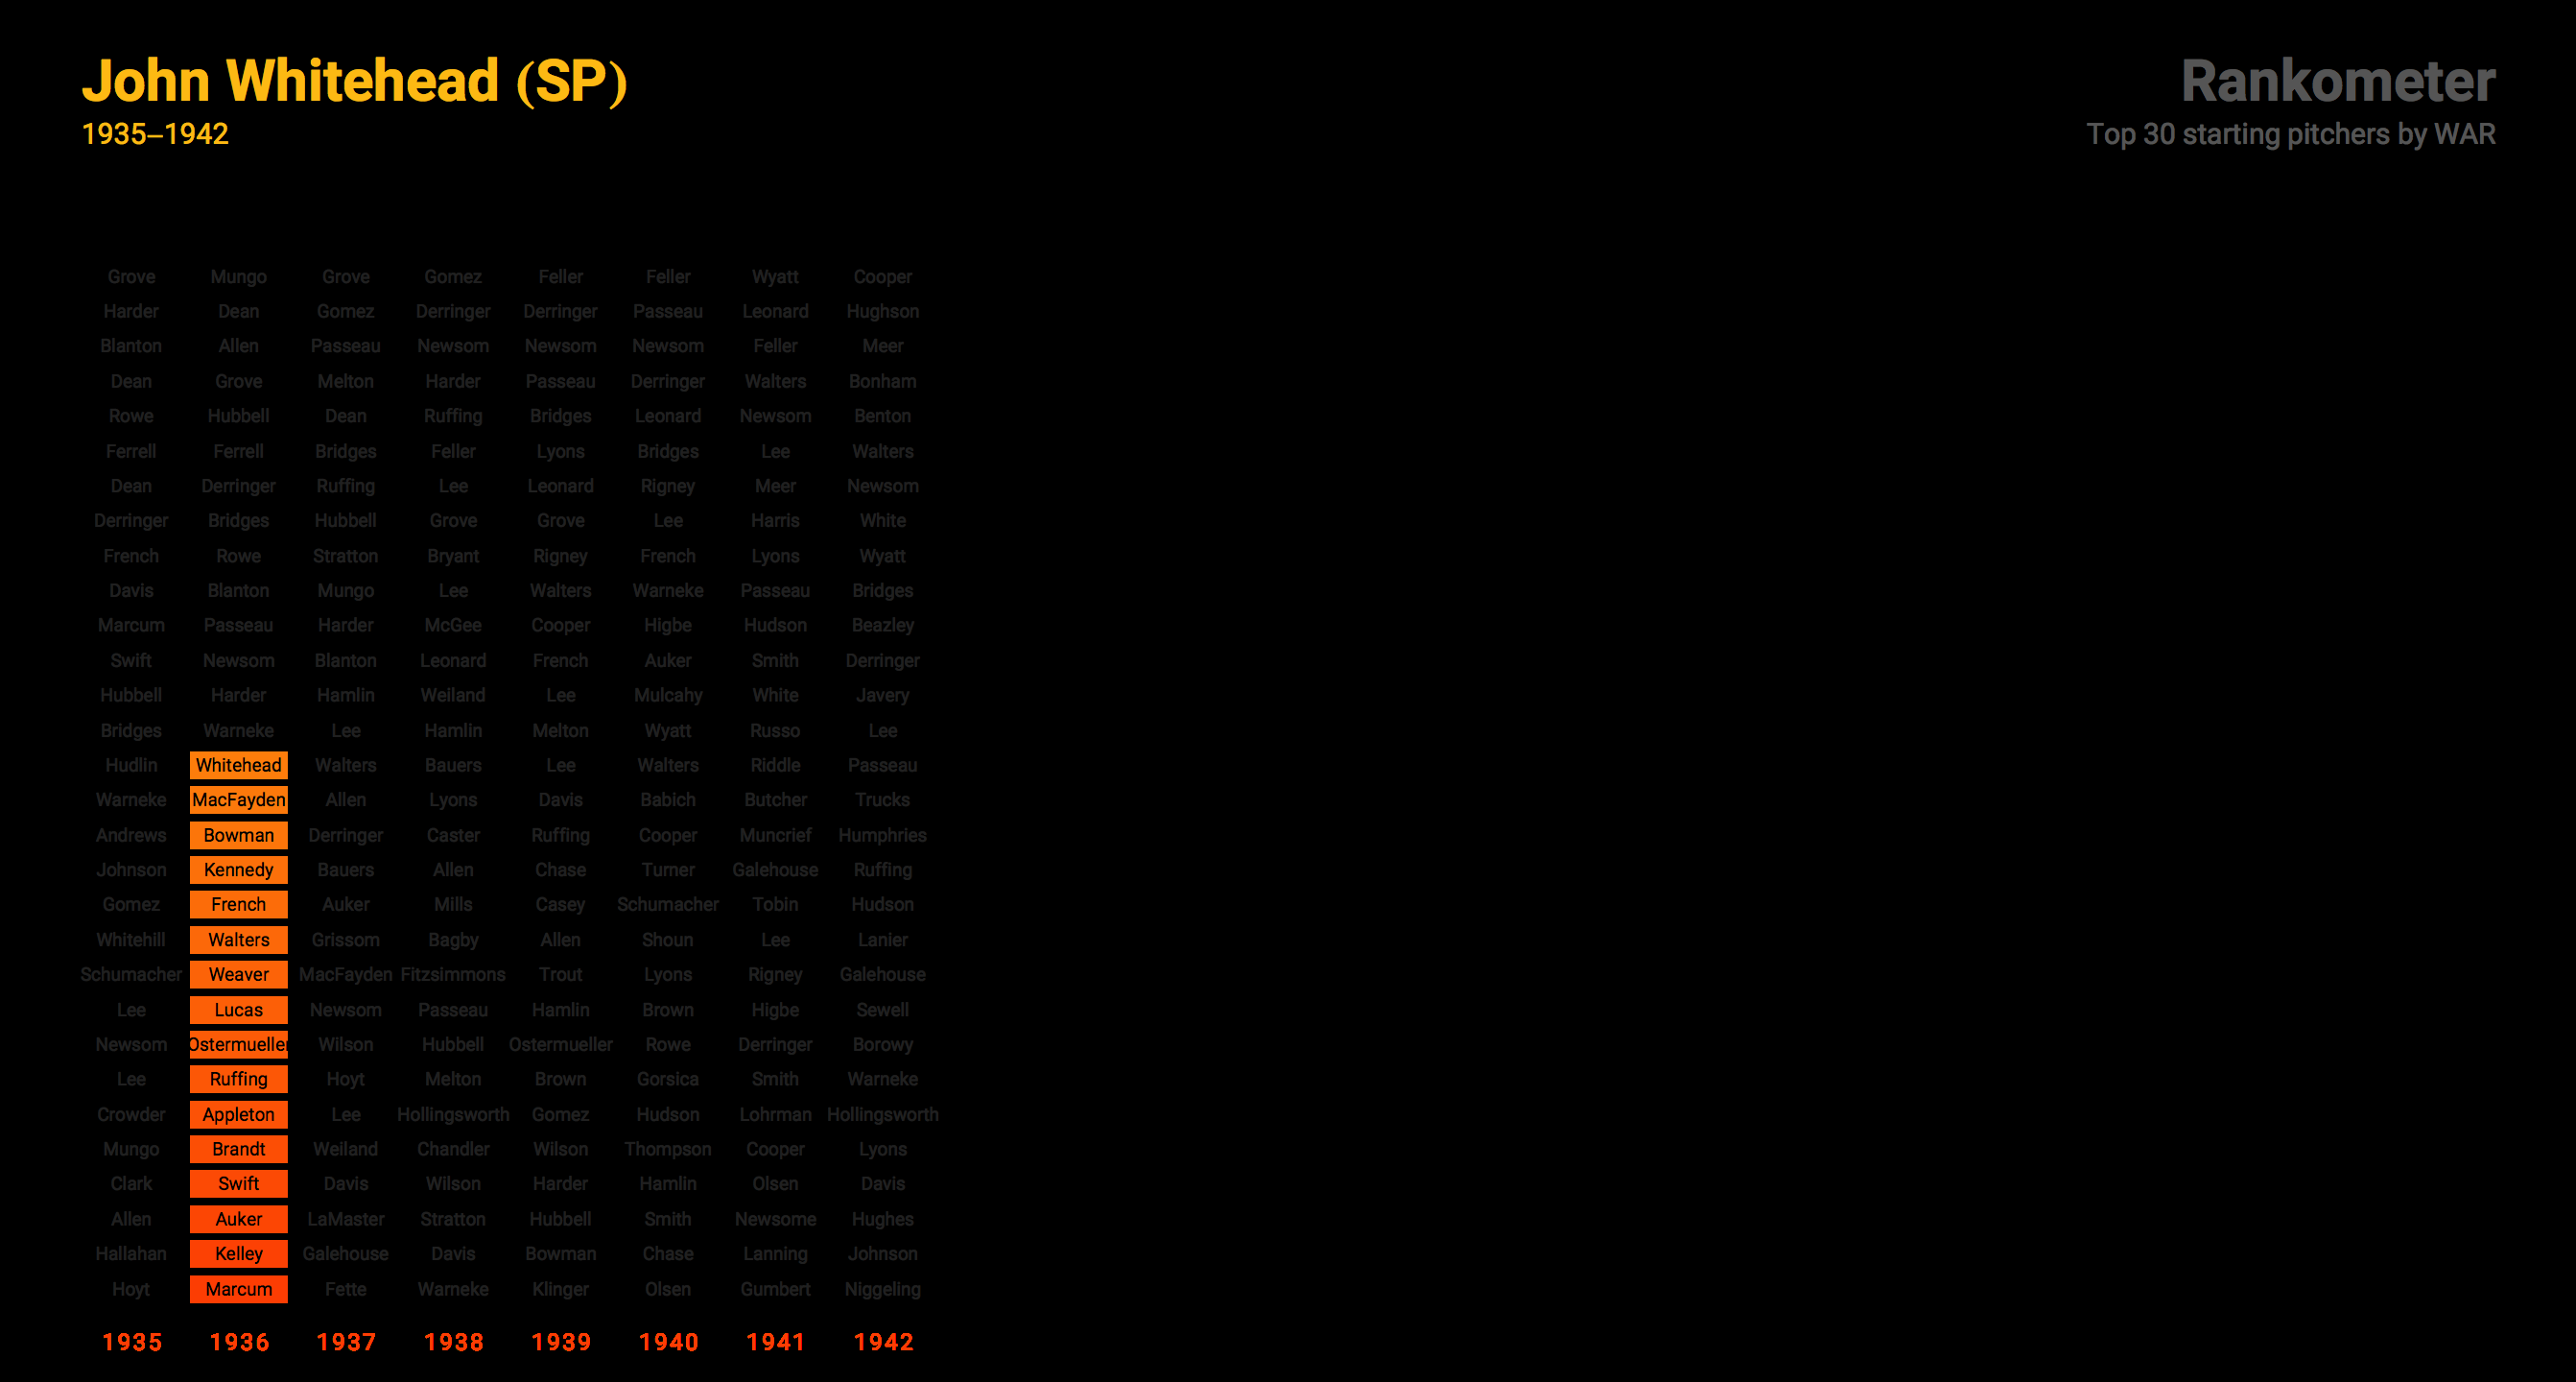 John Whitehead (SP)
1935–1942
Rankometer
Top 30 starting pitchers by WAR
Grove Mungo Grove Gomez Feller Feller Wyatt Cooper
Harder Dean Gomez Derringer Derringer Passeau Leonard Hughson
Blanton Allen Passeau Newsom Newsom Newsom Feller Meer
Dean Grove Melton Harder Passeau Derringer Walters Bonham
Rowe Hubbell Dean Ruffing Bridges Leonard Newsom Benton
Ferrell Ferrell Bridges Feller Lyons Bridges Lee Walters
Dean Derringer Ruffing Lee Leonard Rigney Meer Newsom
Derringer Bridges Hubbell Grove Grove Lee Harris White
French Rowe Stratton Bryant Rigney French Lyons Wyatt
Davis Blanton Mungo Lee Walters Warneke Passeau Bridges
Marcum Passeau Harder McGee Cooper Higbe Hudson Beazley
Swift Newsom Blanton Leonard French Auker Smith Derringer
Hubbell Harder Hamlin Weiland Lee Mulcahy White Javery
Bridges Warneke Lee Hamlin Melton Wyatt Russo Lee
Hudlin Whitehead Walters Bauers Lee Walters Riddle Passeau
Warneke MacFayden Allen Lyons Davis Babich Butcher Trucks
Andrews Bowman Derringer Caster Ruffing Cooper Muncrief Humphries
Johnson Kennedy Bauers Allen Chase Turner Galehouse Ruffing
Gomez French Auker Mills Casey Schumacher Tobin Hudson
Whitehill Walters Grissom Bagby Allen Shoun Lee Lanier
Schumacher Weaver MacFayden Fitzsimmons Trout Lyons Rigney Galehouse
Lee Lucas Newsom Passeau Hamlin Brown Higbe Sewell
Newsom Ostermueller Wilson Hubbell Ostermueller Rowe Derringer Borowy
Lee Ruffing Hoyt Melton Brown Gorsica Smith Warneke
Crowder Appleton Lee Hollingsworth Gomez Hudson Lohrman Hollingsworth
Mungo Brandt Weiland Chandler Wilson Thompson Cooper Lyons
Clark Swift Davis Wilson Harder Hamlin Olsen Davis
Allen Auker LaMaster Stratton Hubbell Smith Newsome Hughes
Hallahan Kelley Galehouse Davis Bowman Chase Lanning Johnson
Hoyt Marcum Fette Warneke Klinger Olsen Gumbert Niggeling
1935 1936 1937 1938 1939 1940 1941 1942